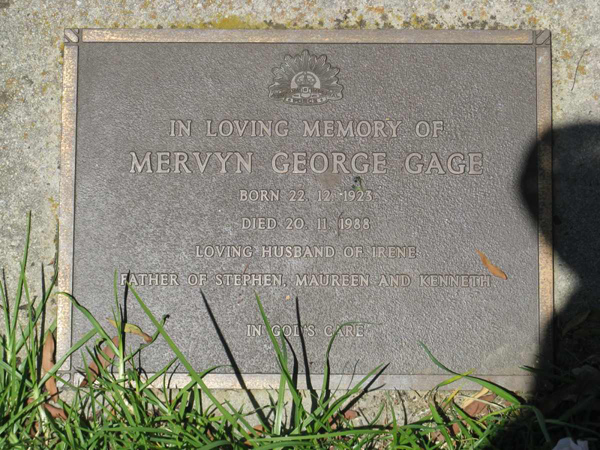 IN LOVING MEMORY OF
MERVYN GEORGE GAGE
BORN 22. 12. 1923
DIED 20. 11. 1988
LOVING HUSBAND OF IRENE
FATHER OF STEPHEN, MAUREEN AND KENNETH
IN GOD'S CARE